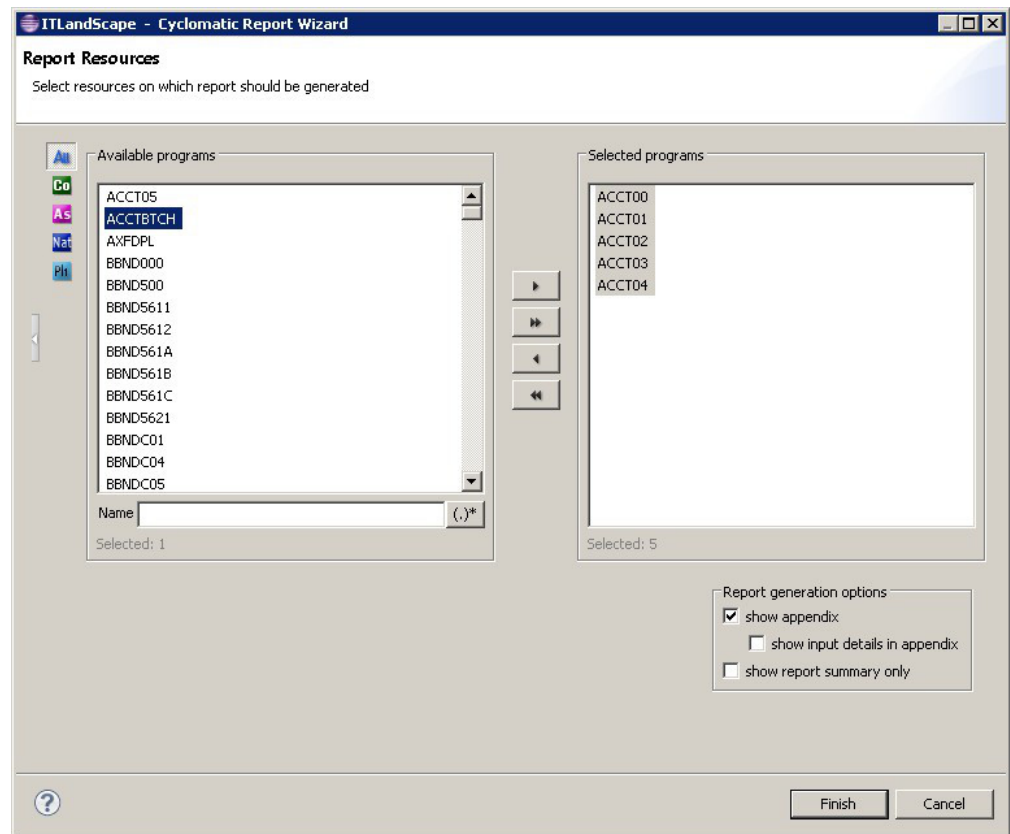 ITLandScape - Cyclomatic Report Wizard
Report Resources
Select resources on which report should be generated
All
Co
As
Nat
Pl1
Available programs
ACCT05
ACCTBTCH
AXFDPL
BBND000
BBND500
BBND5611
BBND5612
BBND561A
BBND561B
BBND561C
BBND5621
BBNDC01
BBNDC04
BBNDC05
Name
(.)*
Selected: 1
Selected programs
ACCT00
ACCT01
ACCT02
ACCT03
ACCT04
Selected: 5
Report generation options
show appendix
show input details in appendix
show report summary only
?
Finish
Cancel